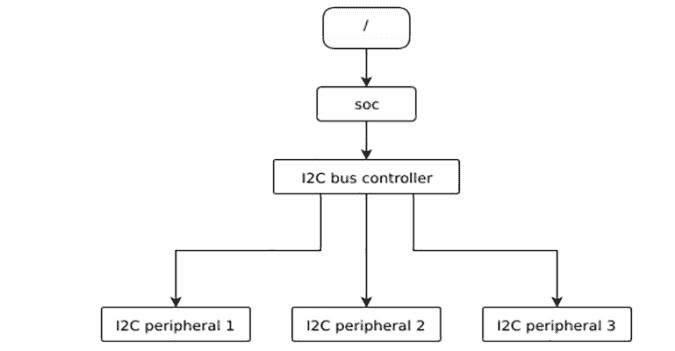 /
soc
I2C bus controller
I2C peripheral 1
I2C peripheral 2
I2C peripheral 3